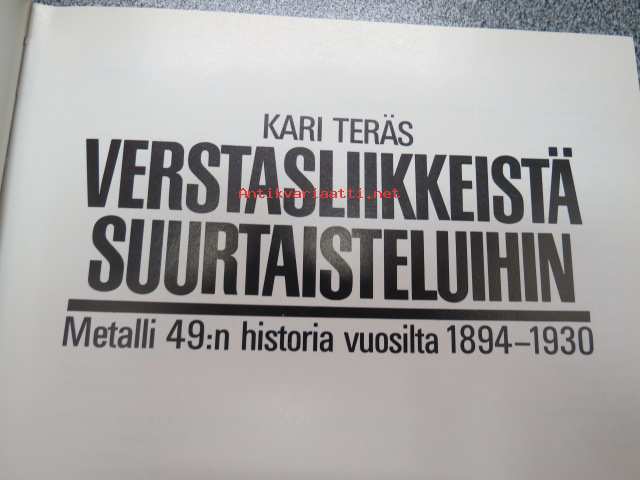 KARI TERÄS
VERSTASLIIKKEISTÄ
Antikvariaatti.net
SUURTAISTELUIHIN
Metalli 49:n historia vuosilta 1894–1930